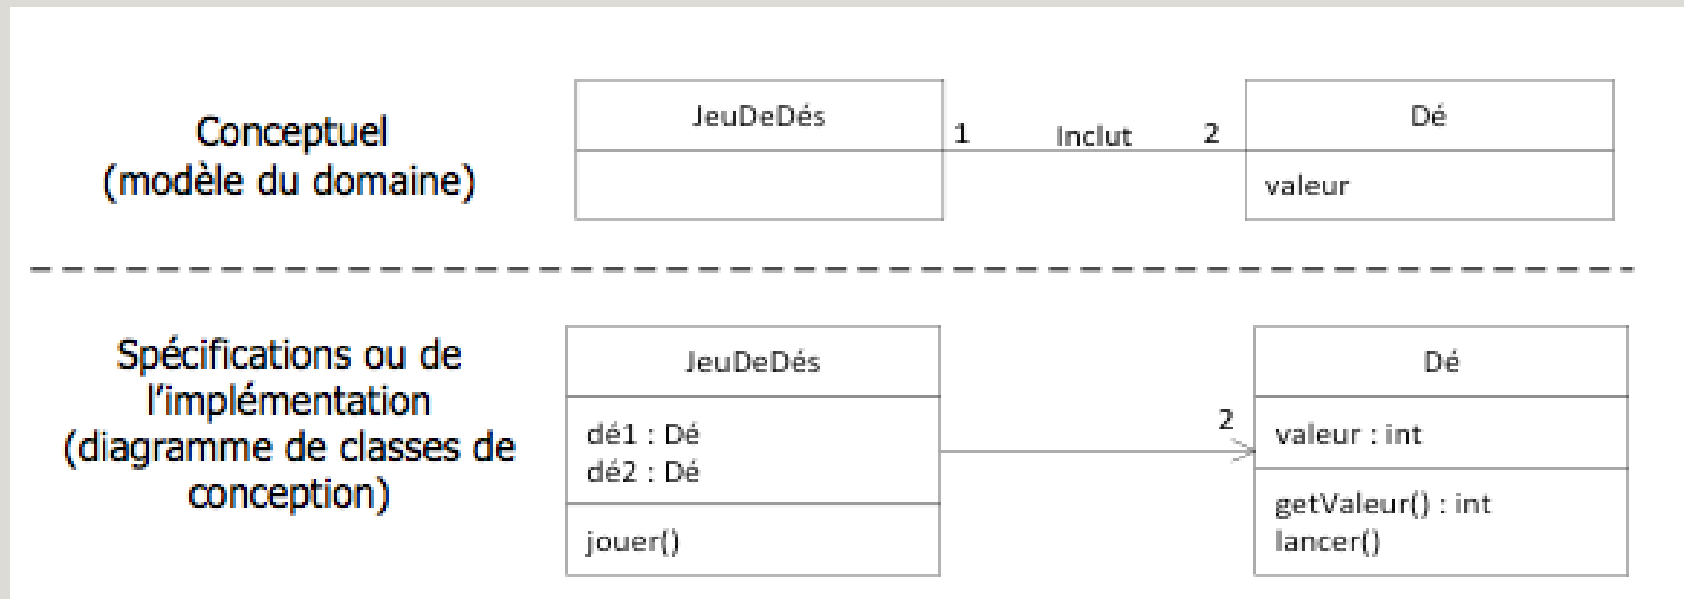 Conceptuel
(modèle du domaine)
JeuDeDés
1
Inclut
2
Dé
valeur
Spécifications ou de
l'implémentation
(diagramme de classes de
conception)
JeuDeDés
dé1 : Dé
dé2 : Dé
jouer()
2
Dé
valeur : int
getValeur() : int
lancer()